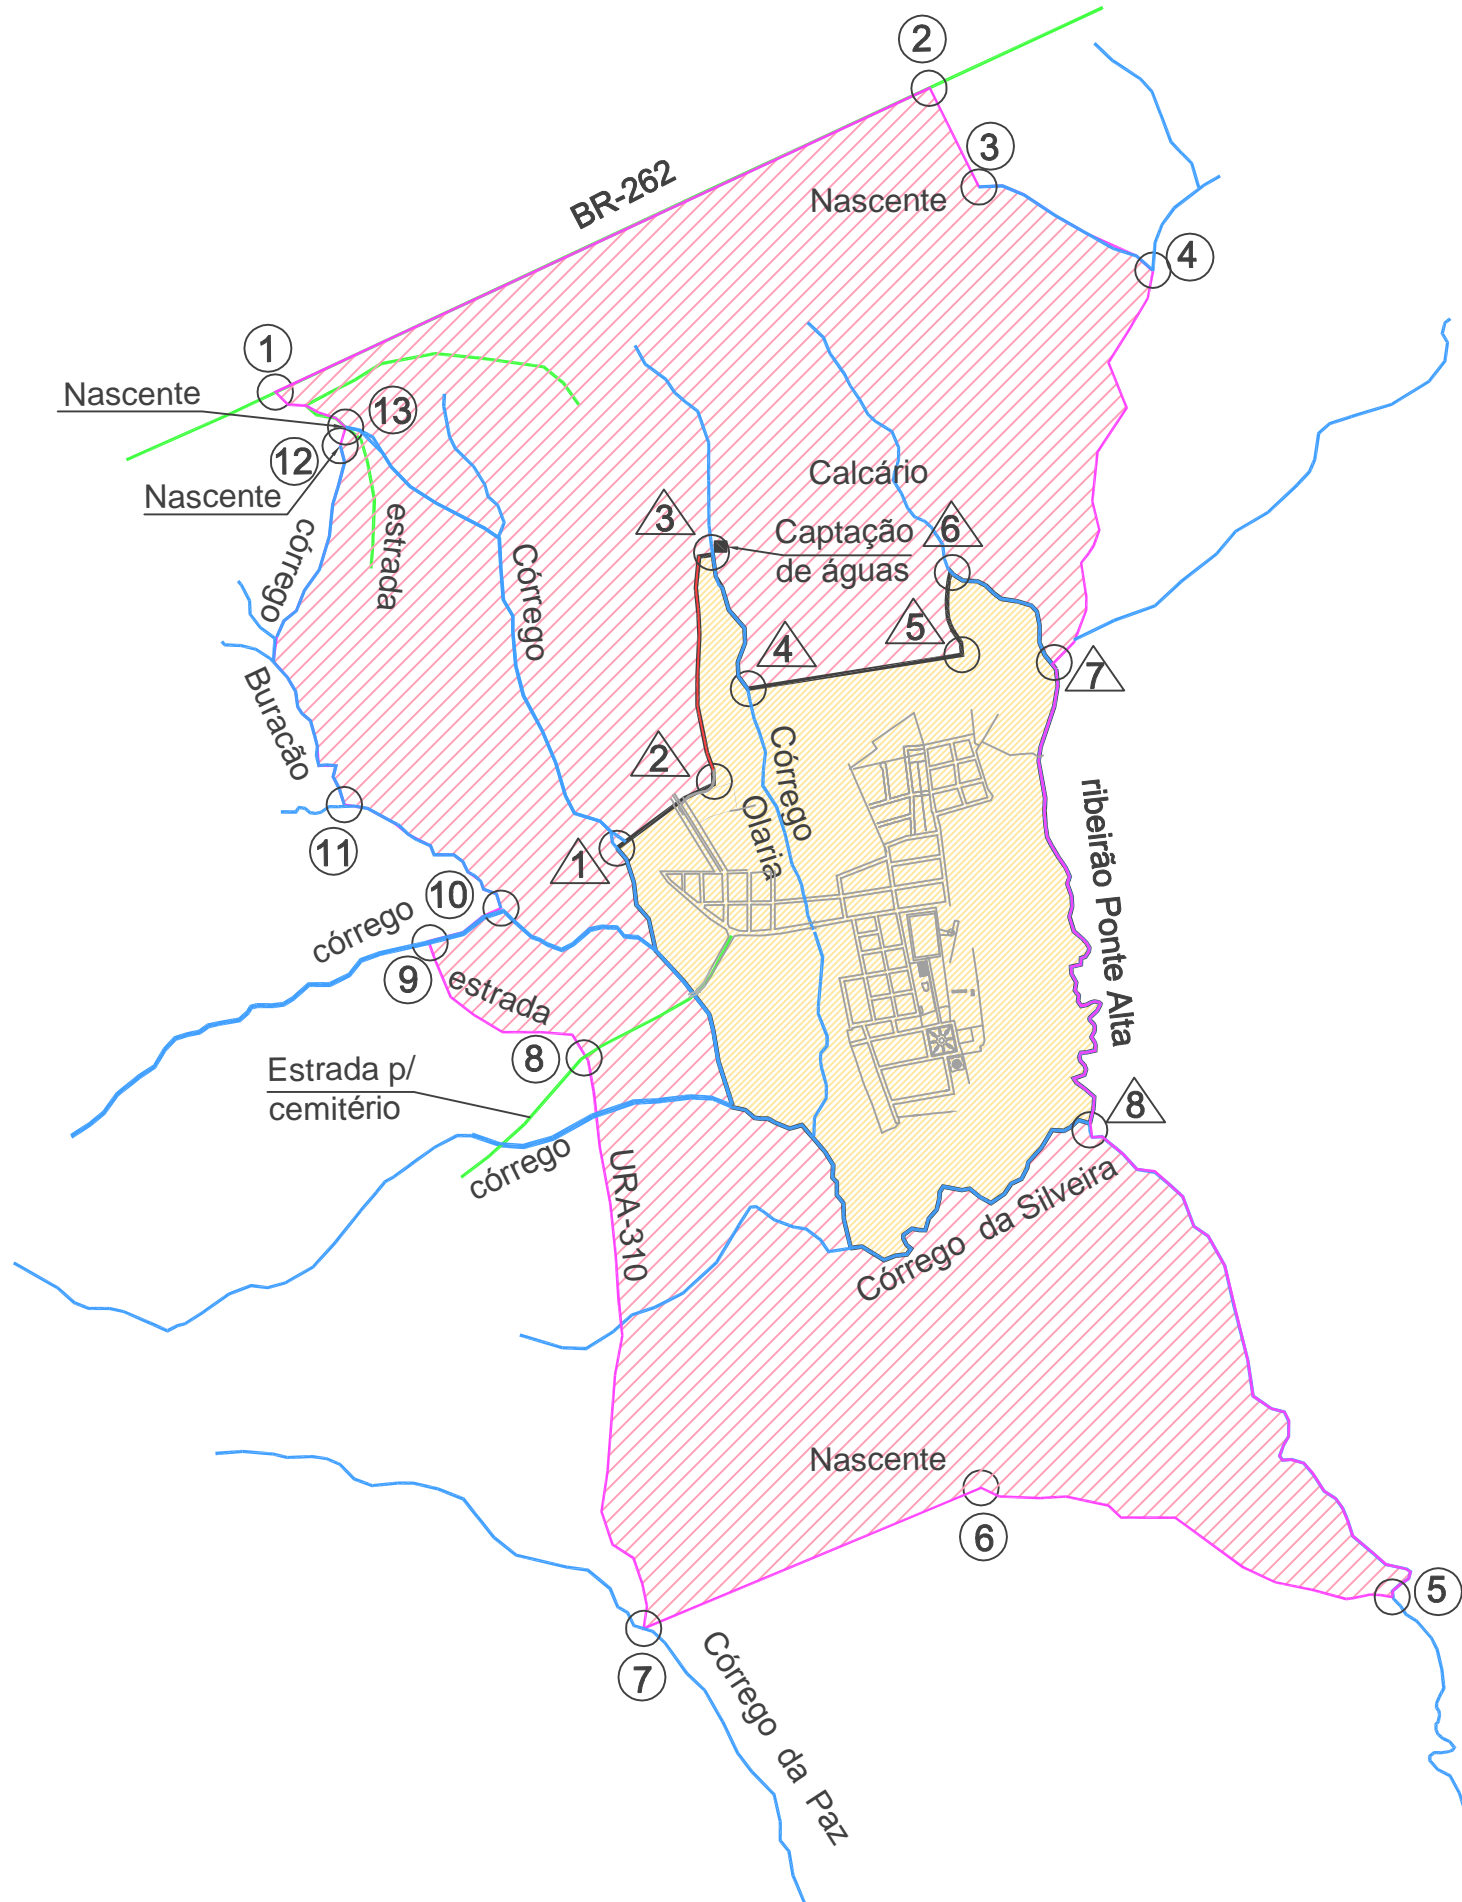 2
3
BR-262
Nascente
4
1
Nascente
13
12
Nascente
Calcário
3
Captação
de águas
6
estrada
córrego
Córrego
5
4
7
Buracão
2
Córrego
Olaria
ribeirão Ponte Alta
11
1
10
córrego
9
estrada
8
Estrada p/
cemitério
8
córrego
URA-310
Córrego da Silveira
Nascente
6
5
7
Córrego da Paz